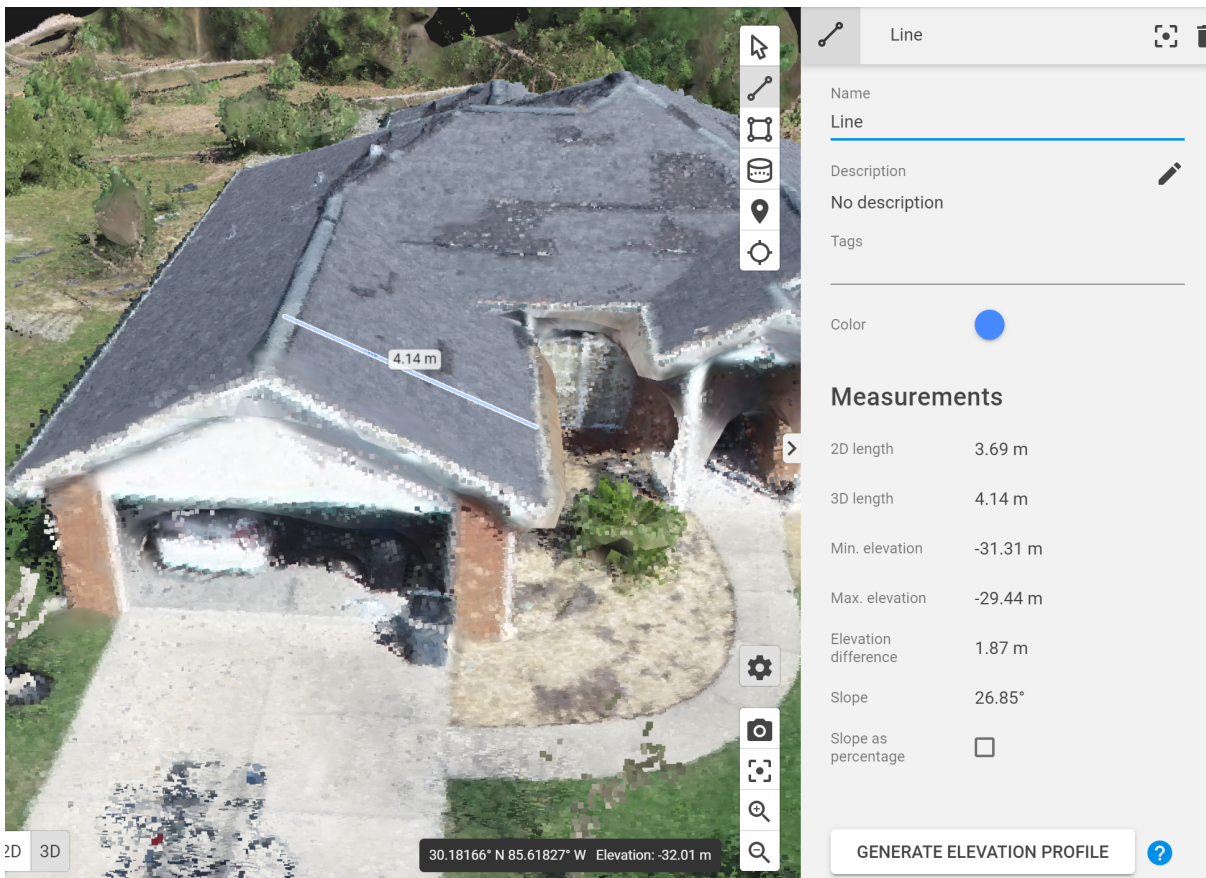 Line
Name
Line
Description
No description
Tags
Color
4.14 m
Measurements
2D length 3.69 m
3D length 4.14 m
Min. elevation -31.31 m
Max. elevation -29.44 m
Elevation
difference 1.87 m
Slope 26.85°
Slope as
percentage
2D 3D
30.18166° N 85.61827° W Elevation: -32.01 m
GENERATE ELEVATION PROFILE ?